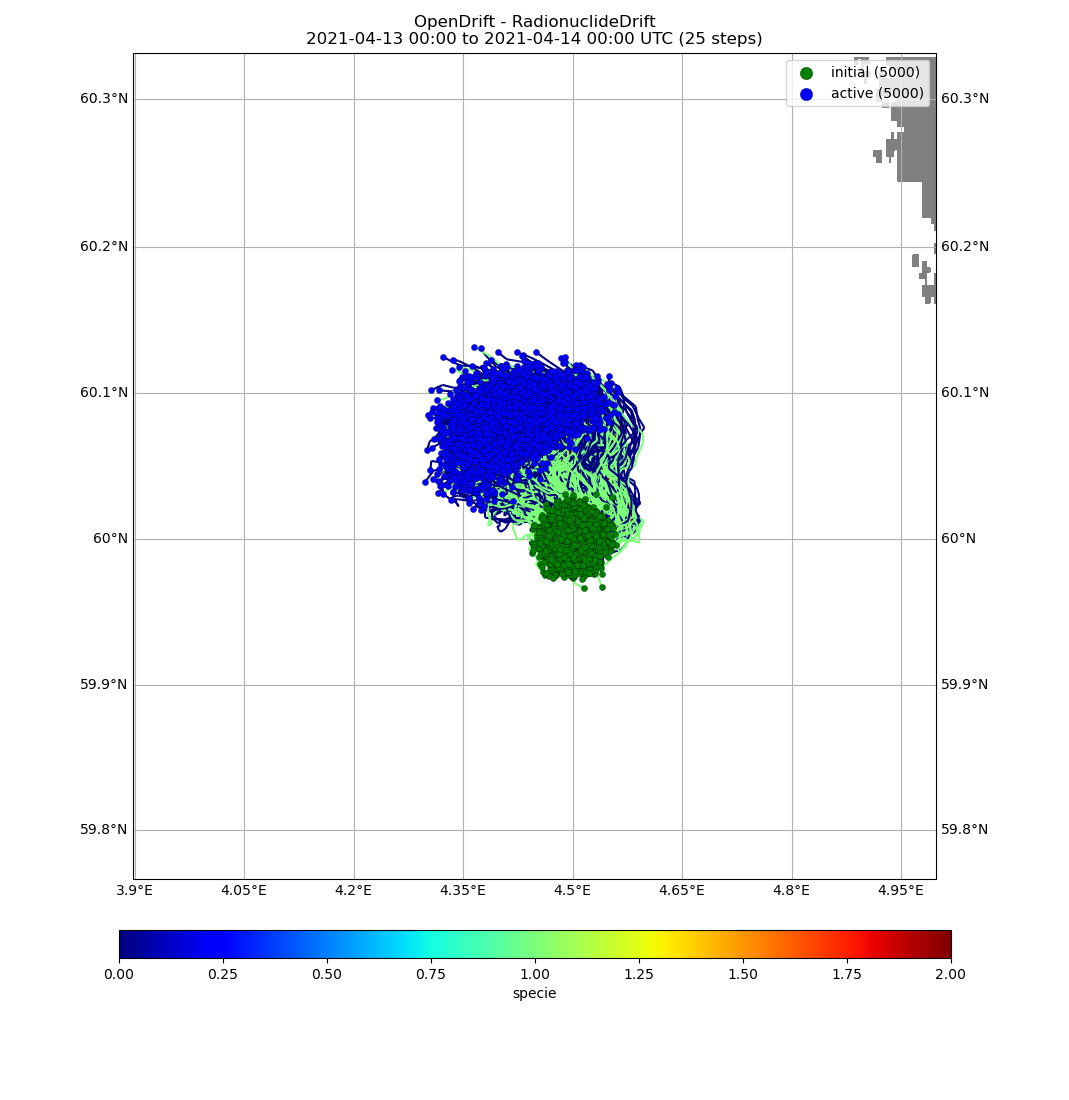 OpenDrift - RadionuclideDrift
2021-04-13 00:00 to 2021-04-14 00:00 UTC (25 steps)
initial (5000)
active (5000)
60.3°N
60.3°N
60.2°N
60.2°N
60.1°N
60.1°N
60°N
60°N
59.9°N
59.9°N
59.8°N
59.8°N
3.9°E
4.05°E
4.2°E
4.35°E
4.5°E
4.65°E
4.8°E
4.95°E
0.00
0.25
0.50
0.75
1.00
1.25
1.50
1.75
2.00
specie